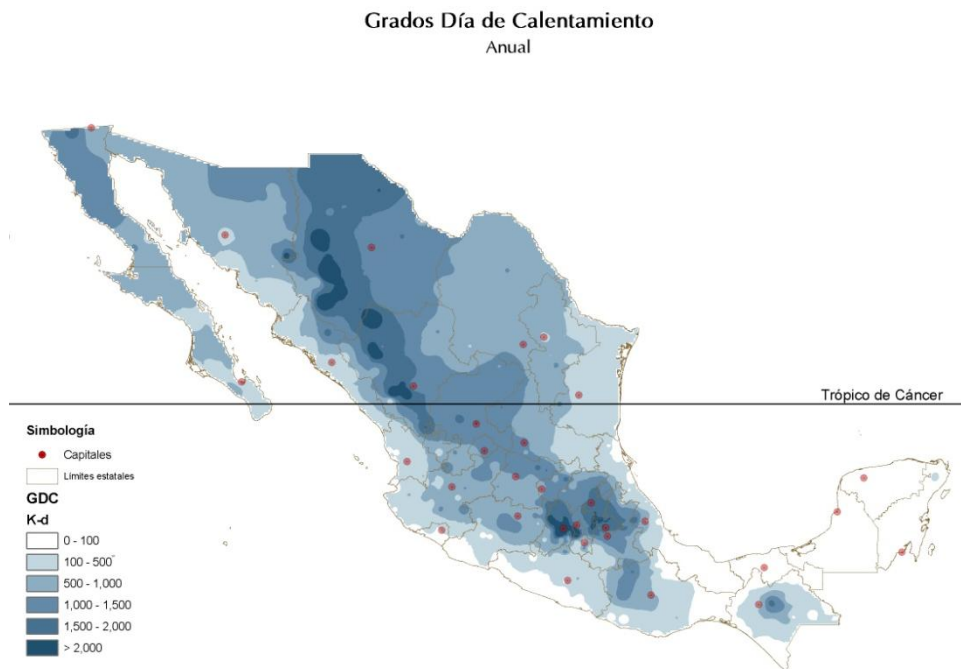 Grados Día de Calentamiento
Anual
Trópico de Cáncer
Simbología
Capitales
Límites estatales
GDC
K-d
0 - 100
100 - 500
500 - 1,000
1,000 - 1,500
1,500 - 2,000
> 2,000